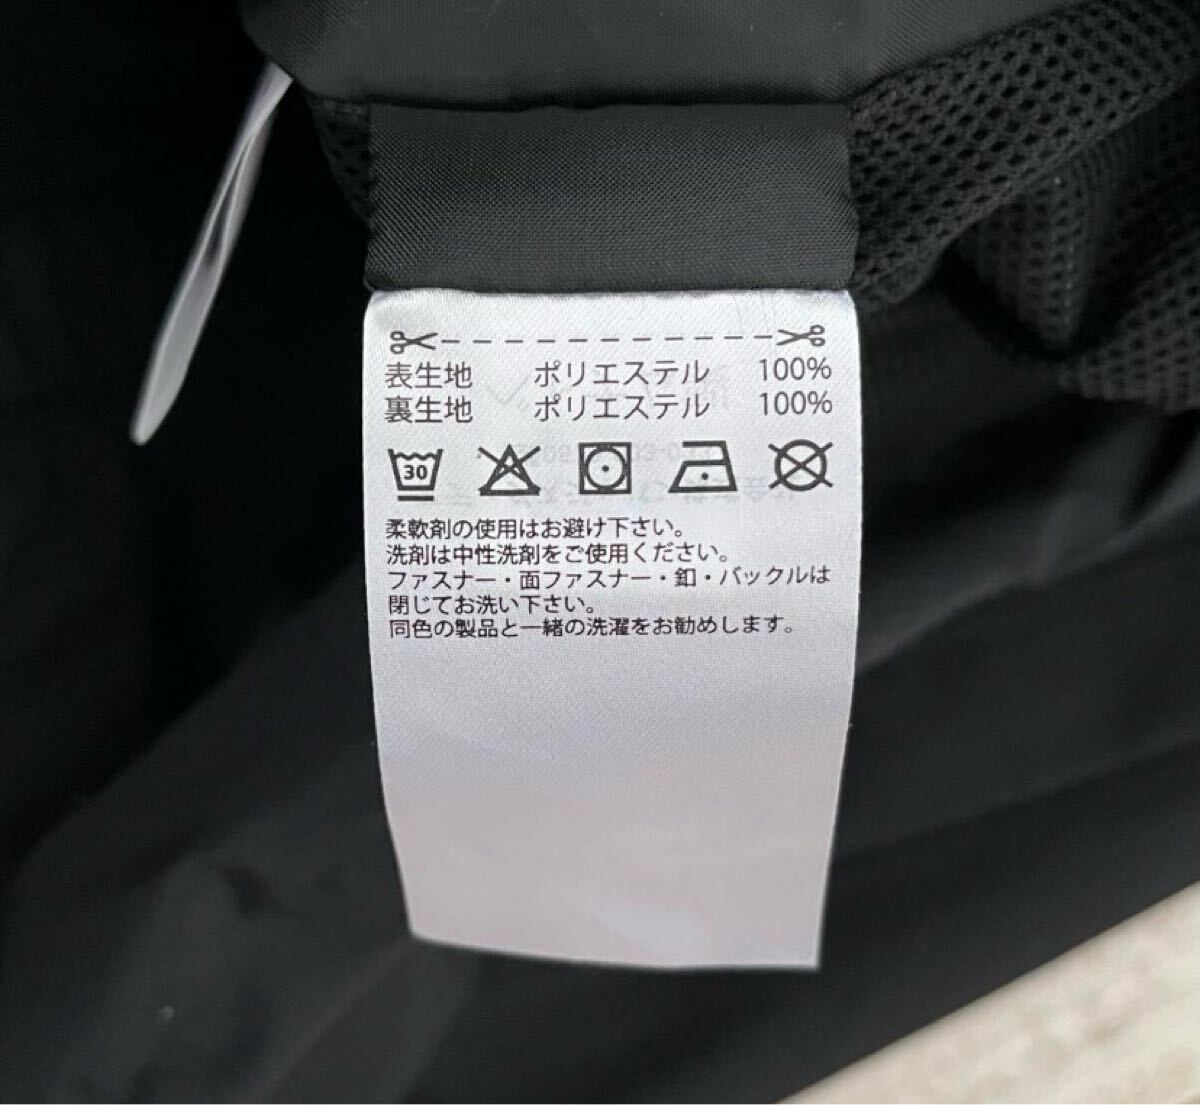 表生地 ポリエステル 100%
裏生地 ポリエステル 100%
30
柔軟剤の使用はお避け下さい。
洗剤は中性洗剤をご使用ください。
ファスナー・面ファスナー・釦・バックルは
閉じてお洗い下さい。
同色の製品と一緒の洗濯をお勧めします。